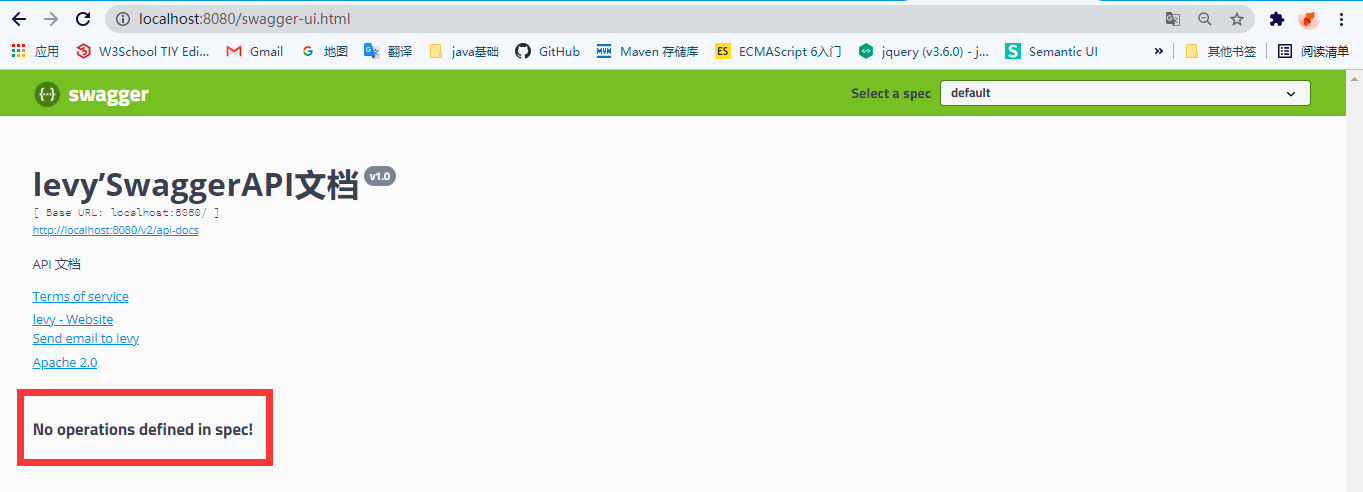 localhost:8080/swagger-ui.html
应用 W3School TIY Edi... Gmail 地图 翻译 java基础 GitHub Maven 存储库 ECMAScript 6入门 jquery (v3.6.0) - j... Semantic UI » 其他书签 阅读清单
swagger Select a spec default
levy'SwaggerAPI文档 v1.0
[ Base URL: localhost:8080/ ]
http://localhost:8080/v2/api-docs
API 文档
Terms of service
levy - Website
Send email to levy
Apache 2.0
No operations defined in spec!